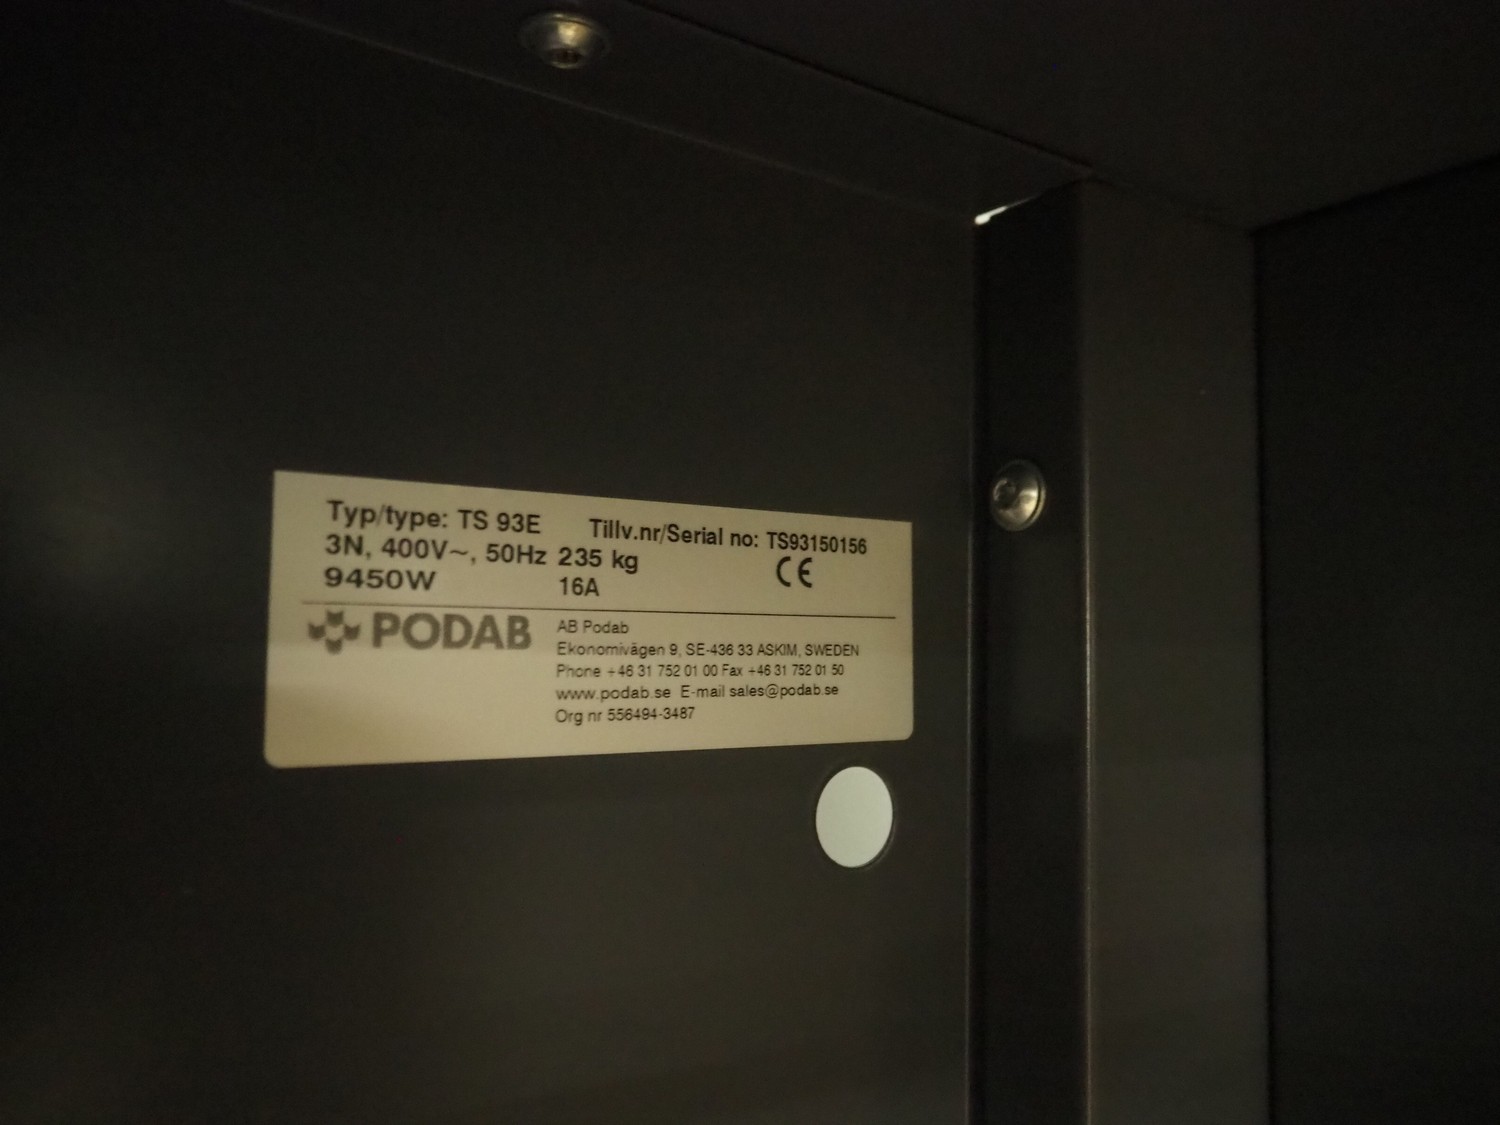 Typ/type: TS 93E Tillv.nr/Serial no: TS93150156
3N, 400V~, 50Hz 235 kg
9450W 16A CE
PODAB
AB Podab
Ekonomivägen 9, SE-436 33 ASKIM, SWEDEN
Phone +46 31 752 01 00 Fax +46 31 752 01 50
www.podab.se E-mail sales@podab.se
Org nr 556494-3487